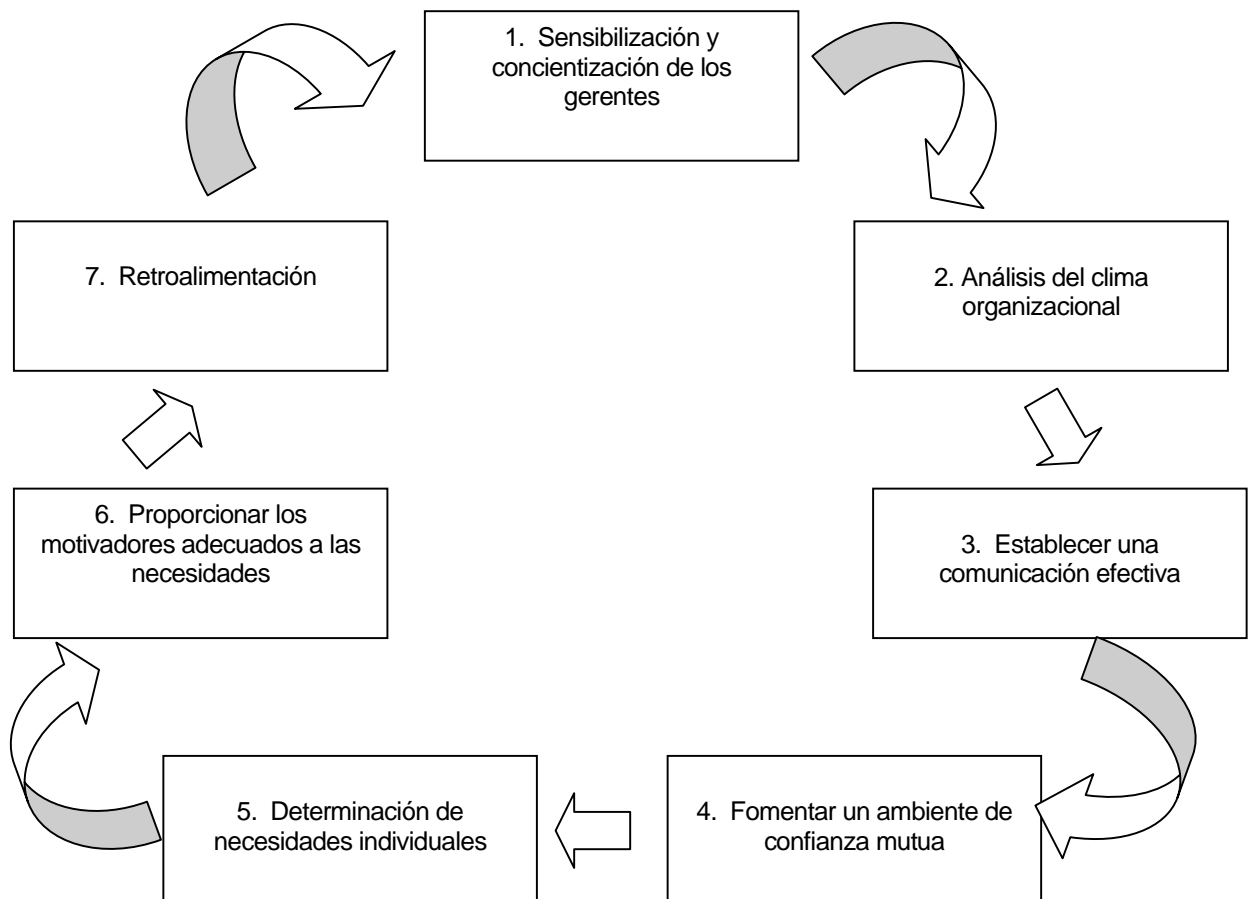 1. Sensibilización y
concientización de los
gerentes
2. Análisis del clima
organizacional
3. Establecer una
comunicación efectiva
4. Fomentar un ambiente de
confianza mutua
5. Determinación de
necesidades individuales
6. Proporcionar los
motivadores adecuados a las
necesidades
7. Retroalimentación